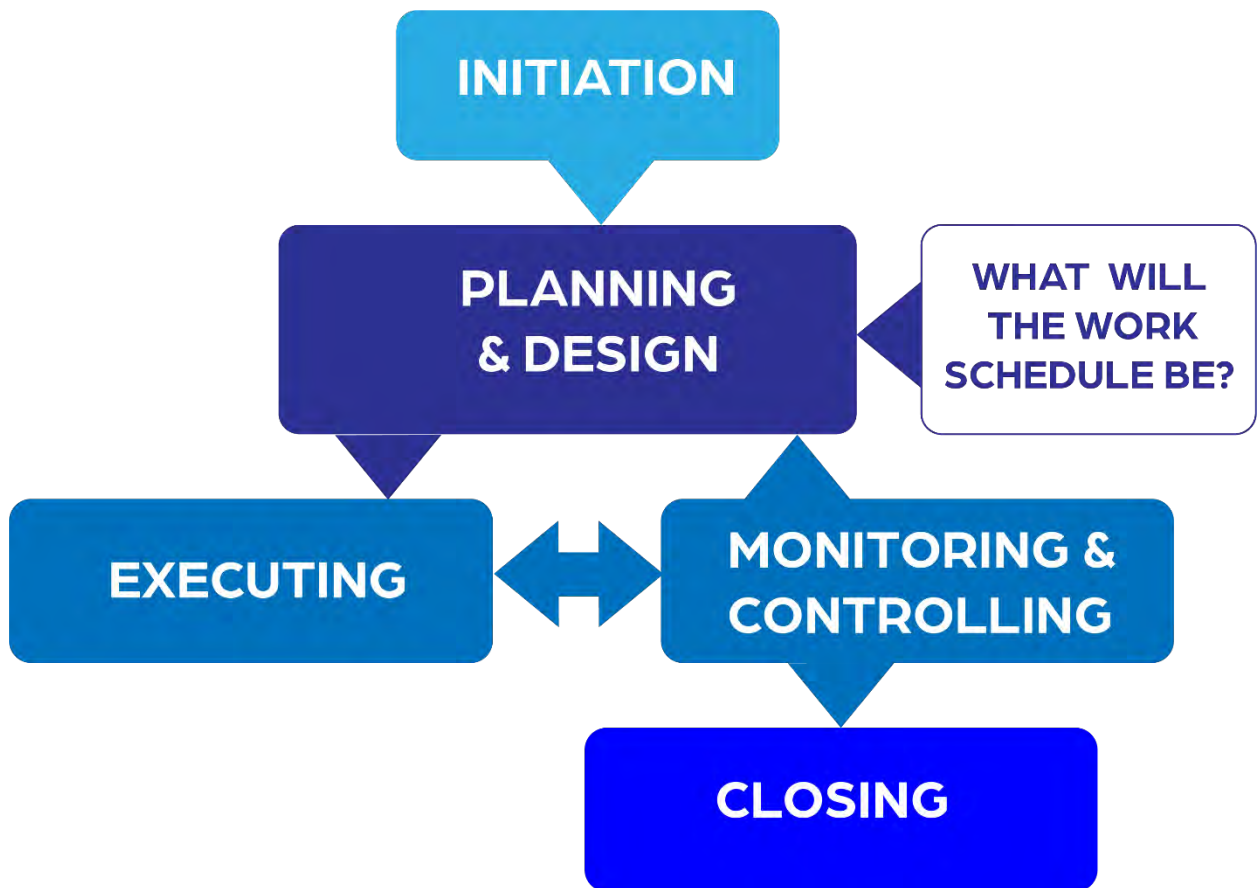 INITIATION
PLANNING
& DESIGN
WHAT WILL
THE WORK
SCHEDULE BE?
EXECUTING
MONITORING &
CONTROLLING
CLOSING